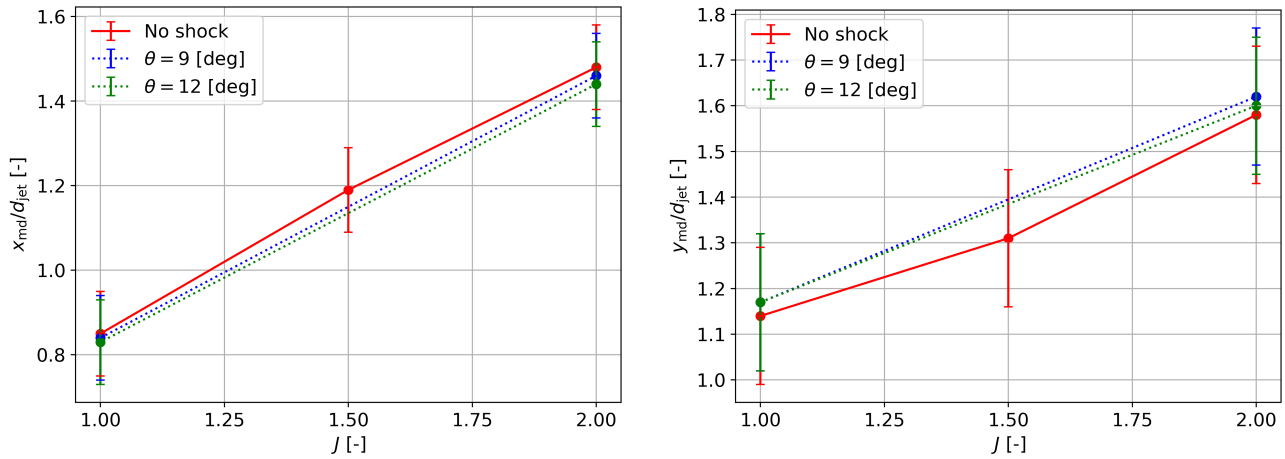 1.6
1.4
1.2
1.0
0.8
x_md/d_jet [-]
No shock
θ = 9 [deg]
θ = 12 [deg]
1.00 1.25 1.50 1.75 2.00
J [-]
1.8
1.7
1.6
1.5
1.4
1.3
1.2
1.1
1.0
y_md/d_jet [-]
No shock
θ = 9 [deg]
θ = 12 [deg]
1.00 1.25 1.50 1.75 2.00
J [-]